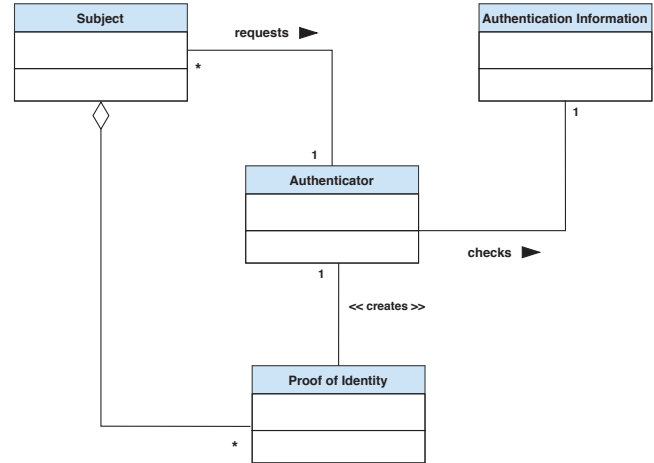 Subject
Authentication Information
requests ►
*
1
1
Authenticator
checks ►
1
<< creates >>
Proof of Identity
*